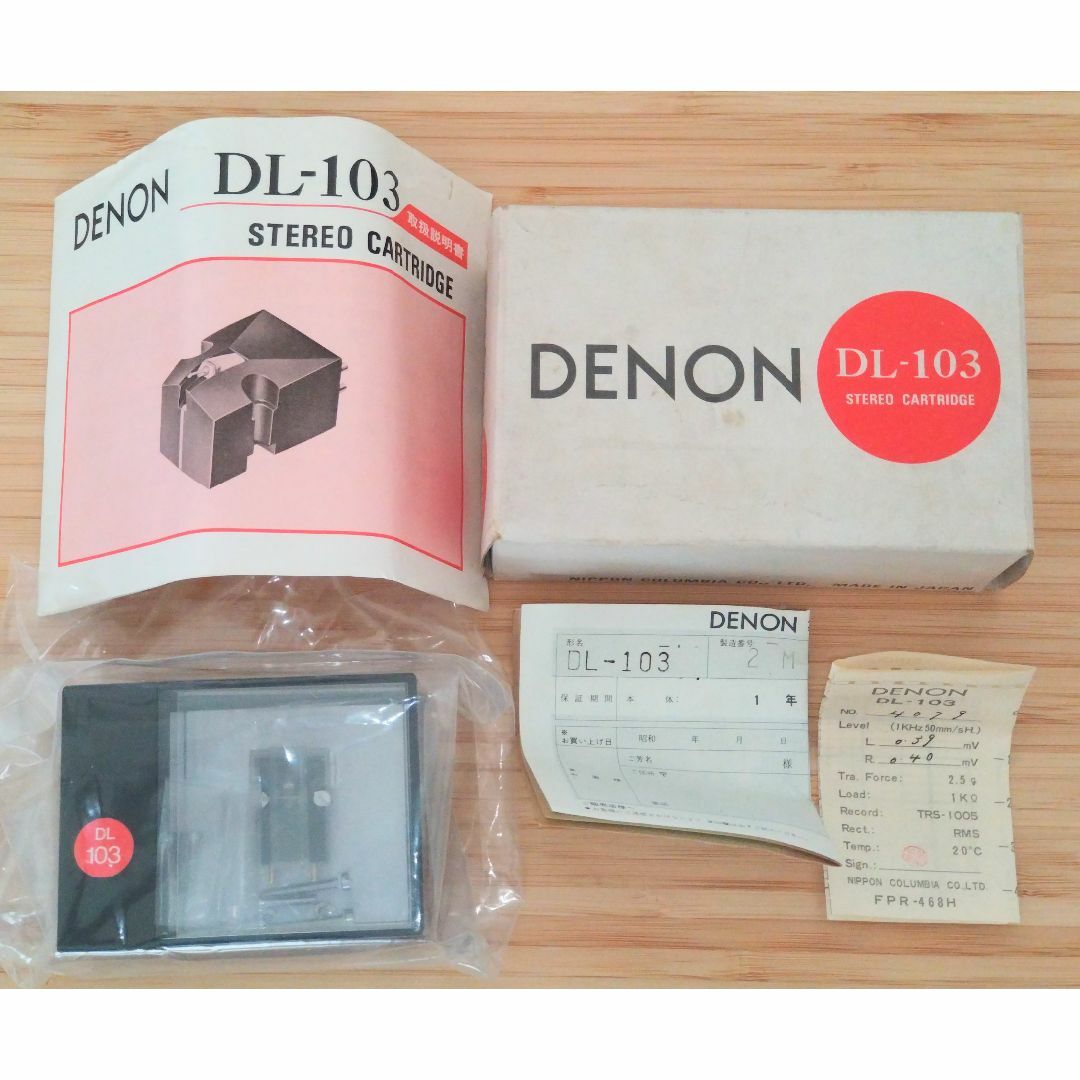 DENON
DL-103
取扱説明書
STEREO CARTRIDGE
DENON
DL-103
STEREO CARTRIDGE
NIPPON COLUMBIA CO., LTD. MADE IN JAPAN
DL
103
DENON
形名
DL-103
製造番号
2 M
保証期間 本体: 1年
※
お買い上げ日 昭和 年 月 日
ご芳名 様
DENON
DL-103
NO. 4079
Level (1KHz 50mm/sH.)
L 0.39 mV
R. 0.40 mV
Tra. Force: 2.5g
Load: 1KΩ
Record: TRS-1005
Rect.: RMS
Temp.: 20°C
Sign.:
NIPPON COLUMBIA CO.,LTD.
FPR-468H